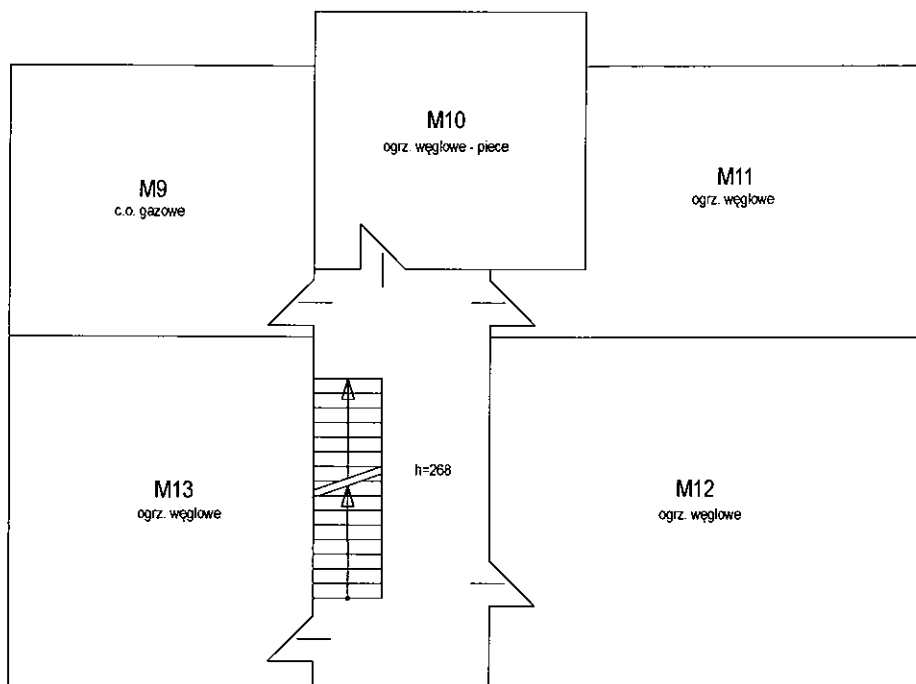 M10
ogrz. węglowe - piece
M9
c.o. gazowe
M11
ogrz. węglowe
h=268
M13
ogrz. węglowe
M12
ogrz. węglowe